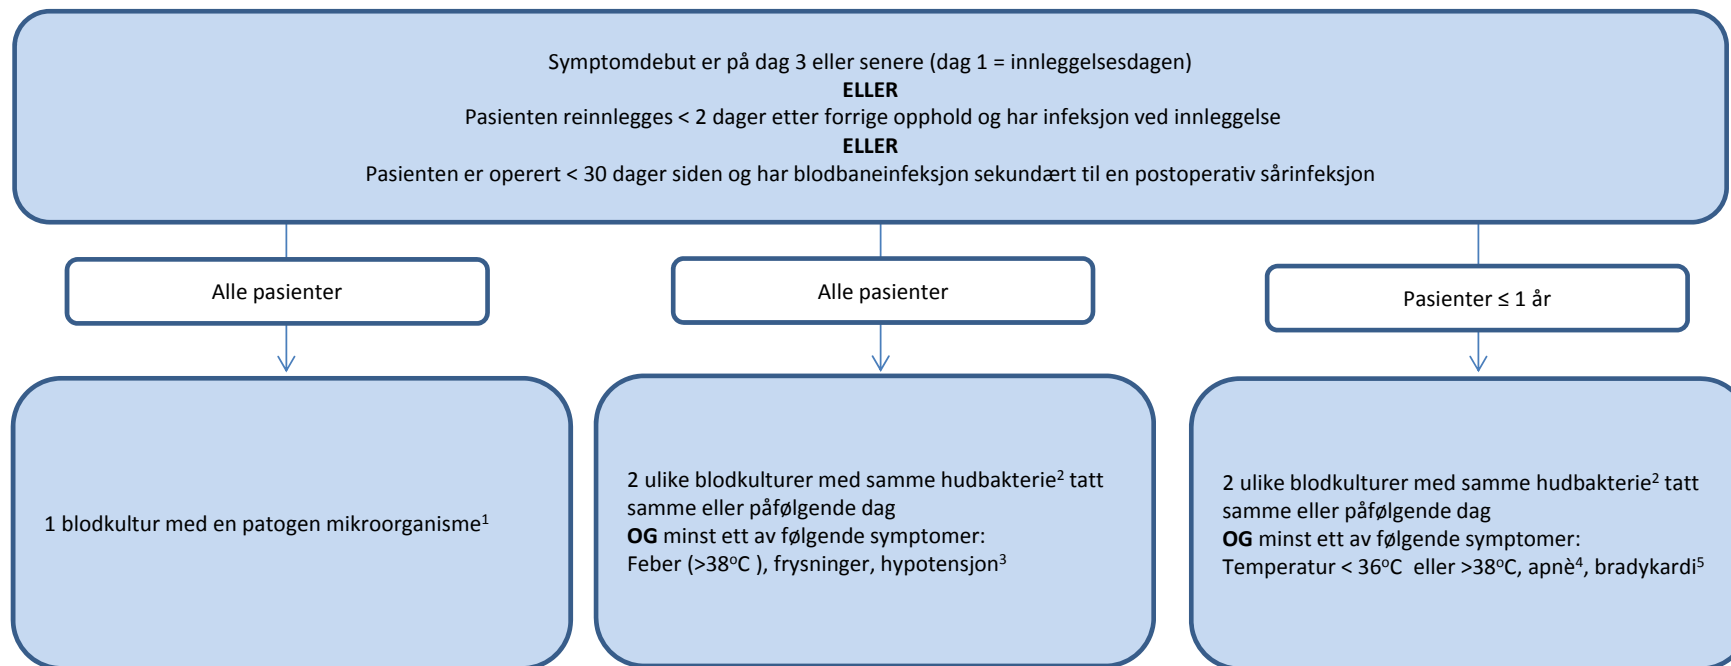 Symptomdebut er på dag 3 eller senere (dag 1 = innleggelsesdagen)
ELLER
Pasienten reinnlegges < 2 dager etter forrige opphold og har infeksjon ved innleggelse
ELLER
Pasienten er operert < 30 dager siden og har blodbaneinfeksjon sekundært til en postoperativ sårinfeksjon
Alle pasienter
Alle pasienter
Pasienter ≤ 1 år
1 blodkultur med en patogen mikroorganisme¹
2 ulike blodkulturer med samme hudbakterie² tatt
samme eller påfølgende dag
OG minst ett av følgende symptomer:
Feber (>38°C ), frysninger, hypotensjon³
2 ulike blodkulturer med samme hudbakterie² tatt
samme eller påfølgende dag
OG minst ett av følgende symptomer:
Temperatur < 36°C eller >38°C, apnè⁴, bradykardi⁵